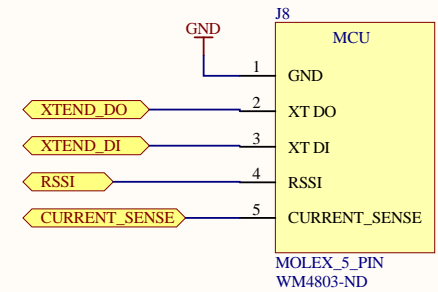 J8
GND
MCU
1
GND
XTEND_DO
2
XT DO
XTEND_DI
3
XT DI
RSSI
4
RSSI
CURRENT_SENSE
5
CURRENT_SENSE
MOLEX_5_PIN
WM4803-ND